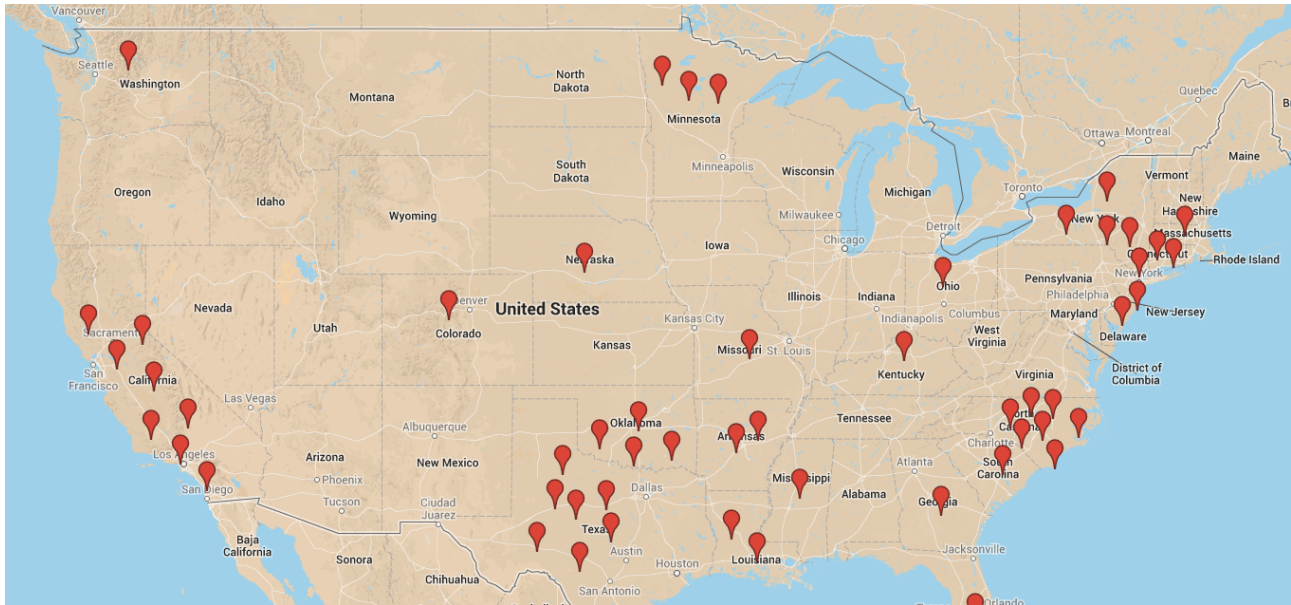 Vancouver
Seattle
Washington
Montana
North
Dakota
Minnesota
Quebec
Ottawa
Montreal
Maine
Vermont
Oregon
Idaho
Wyoming
South
Dakota
Minneapolis
Wisconsin
Michigan
Toronto
New
Hampshire
Massachusetts
Milwaukee
Detroit
Chicago
Iowa
Rhode Island
New York
Nevada
Utah
Colorado
United States
Illinois
Indiana
Ohio
Pennsylvania
Philadelphia
New Jersey
Maryland
Delaware
Columbus
Indianapolis
West
Virginia
Kansas City
Kansas
Missouri
St. Louis
Kentucky
Virginia
District of
Columbia
San
Francisco
California
Las Vegas
Los Angeles
San Diego
Arizona
Phoenix
Tucson
Albuquerque
New Mexico
Ciudad
Juarez
Oklahoma
Dallas
Tennessee
Charlotte
South
Carolina
Atlanta
Georgia
Alabama
Texas
Austin
Houston
San Antonio
Louisiana
Jacksonville
Orlando
Baja
California
Sonora
Chihuahua